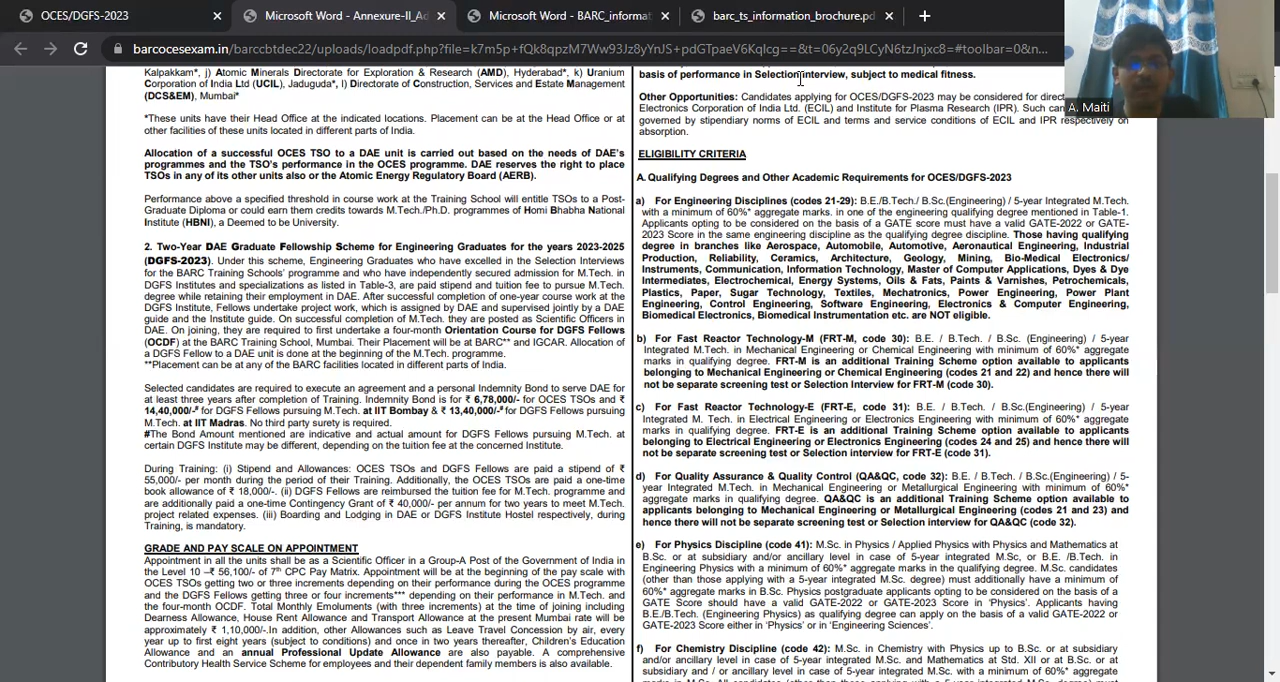 OCES/DGFS-2023
Microsoft Word - Annexure-II_Ad
Microsoft Word - BARC_informat
barc_ts_information_brochure.pd
barcocesexam.in/barccbtdec22/uploads/loadpdf.php?file=k7m5p+fQk8qpzM7Ww93Jz8yYnJS+pdGTpaeV6KqIcg==&t=06y2q9LCyN6tzJnjxc8=#toolbar=0&n...
A. Maiti
Kalpakkam*, j) Atomic Minerals Directorate for Exploration & Research (AMD), Hyderabad*, k) Uranium
Corporation of India Ltd (UCIL), Jaduguda*, l) Directorate of Construction, Services and Estate Management
(DCS&EM), Mumbai*
*These units have their Head Office at the indicated locations. Placement can be at the Head Office or at
other facilities of these units located in different parts of India.
Allocation of a successful OCES TSO to a DAE unit is carried out based on the needs of DAE's
programmes and the TSO's performance in the OCES programme. DAE reserves the right to place
TSOs in any of its other units also or the Atomic Energy Regulatory Board (AERB).
Performance above a specified threshold in course work at the Training School will entitle TSOs to a Post-
Graduate Diploma or could earn them credits towards M.Tech./Ph.D. programmes of Homi Bhabha National
Institute (HBNI), a Deemed to be University.
2. Two-Year DAE Graduate Fellowship Scheme for Engineering Graduates for the years 2023-2025
(DGFS-2023). Under this scheme, Engineering Graduates who have excelled in the Selection Interviews
for the BARC Training Schools' programme and who have independently secured admission for M.Tech. in
DGFS Institutes and specializations as listed in Table-3, are paid stipend and tuition fee to pursue M.Tech.
degree while retaining their employment in DAE. After successful completion of one-year course work at the
DGFS Institute, Fellows undertake project work, which is assigned by DAE and supervised jointly by a DAE
guide and the Institute guide. On successful completion of M.Tech. they are posted as Scientific Officers in
DAE. On joining, they are required to first undertake a four-month Orientation Course for DGFS Fellows
(OCDF) at the BARC Training School, Mumbai. Their Placement will be at BARC** and IGCAR. Allocation of
a DGFS Fellow to a DAE unit is done at the beginning of the M.Tech. programme.
**Placement can be at any of the BARC facilities located in different parts of India.
Selected candidates are required to execute an agreement and a personal Indemnity Bond to serve DAE for
at least three years after completion of Training. Indemnity Bond is for ₹ 6,78,000/- for OCES TSOs and ₹
14,40,000/-# for DGFS Fellows pursuing M.Tech. at IIT Bombay & ₹ 13,40,000/-# for DGFS Fellows pursuing
M.Tech. at IIT Madras. No third party surety is required.
#The Bond Amount mentioned are indicative and actual amount for DGFS Fellows pursuing M.Tech. at
certain DGFS Institute may be different, depending on the tuition fee at the concerned Institute.
During Training: (i) Stipend and Allowances: OCES TSOs and DGFS Fellows are paid a stipend of ₹
55,000/- per month during the period of their Training. Additionally, the OCES TSOs are paid a one-time
book allowance of ₹ 18,000/-. (ii) DGFS Fellows are reimbursed the tuition fee for M.Tech. programme and
are additionally paid a one-time Contingency Grant of ₹ 40,000/- per annum for two years to meet M.Tech.
project related expenses. (iii) Boarding and Lodging in DAE or DGFS Institute Hostel respectively, during
Training, is mandatory.
GRADE AND PAY SCALE ON APPOINTMENT
Appointment in all the units shall be as a Scientific Officer in a Group-A Post of the Government of India in
the Level 10 –₹ 56,100/- of 7th CPC Pay Matrix. Appointment will be at the beginning of the pay scale with
OCES TSOs getting two or three increments depending on their performance during the OCES programme
and the DGFS Fellows getting three or four increments*** depending on their performance in M.Tech. and
the four-month OCDF. Total Monthly Emoluments (with three increments) at the time of joining including
Dearness Allowance, House Rent Allowance and Transport Allowance at the present Mumbai rate will be
approximately ₹ 1,10,000/-.In addition, other Allowances such as Leave Travel Concession by air, every
year up to first eight years (subject to conditions) and once in two years thereafter, Children's Education
Allowance and an annual Professional Update Allowance are also payable. A comprehensive
Contributory Health Service Scheme for employees and their dependent family members is also available.
basis of performance in Selection interview, subject to medical fitness.
Other Opportunities: Candidates applying for OCES/DGFS-2023 may be considered for direc
Electronics Corporation of India Ltd. (ECIL) and Institute for Plasma Research (IPR). Such can
governed by stipendiary norms of ECIL and terms and service conditions of ECIL and IPR respectively on
absorption.
ELIGIBILITY CRITERIA
A. Qualifying Degrees and Other Academic Requirements for OCES/DGFS-2023
a) For Engineering Disciplines (codes 21-29): B.E./B.Tech./ B.Sc.(Engineering) / 5-year Integrated M.Tech.
with a minimum of 60%* aggregate marks. in one of the engineering qualifying degree mentioned in Table-1.
Applicants opting to be considered on the basis of a GATE score must have a valid GATE-2022 or GATE-
2023 Score in the same engineering discipline as the qualifying degree discipline. Those having qualifying
degree in branches like Aerospace, Automobile, Automotive, Aeronautical Engineering, Industrial
Production, Reliability, Ceramics, Architecture, Geology, Mining, Bio-Medical Electronics/
Instruments, Communication, Information Technology, Master of Computer Applications, Dyes & Dye
Intermediates, Electrochemical, Energy Systems, Oils & Fats, Paints & Varnishes, Petrochemicals,
Plastics, Paper, Sugar Technology, Textiles, Mechatronics, Power Engineering, Power Plant
Engineering, Control Engineering, Software Engineering, Electronics & Computer Engineering,
Biomedical Electronics, Biomedical Instrumentation etc. are NOT eligible.
b) For Fast Reactor Technology-M (FRT-M, code 30): B.E. / B.Tech. / B.Sc. (Engineering) / 5-year
Integrated M.Tech. in Mechanical Engineering or Chemical Engineering with minimum of 60%* aggregate
marks in qualifying degree. FRT-M is an additional Training Scheme option available to applicants
belonging to Mechanical Engineering or Chemical Engineering (codes 21 and 22) and hence there will
not be separate screening test or Selection Interview for FRT-M (code 30).
c) For Fast Reactor Technology-E (FRT-E, code 31): B.E. / B.Tech. / B.Sc.(Engineering) / 5-year
Integrated M. Tech. in Electrical Engineering or Electronics Engineering with minimum of 60%* aggregate
marks in qualifying degree. FRT-E is an additional Training Scheme option available to applicants
belonging to Electrical Engineering or Electronics Engineering (codes 24 and 25) and hence there will
not be separate screening test or Selection Interview for FRT-E (code 31).
d) For Quality Assurance & Quality Control (QA&QC, code 32): B.E. / B.Tech. / B.Sc.(Engineering) / 5-
year Integrated M.Tech. in Mechanical Engineering or Metallurgical Engineering with minimum of 60%*
aggregate marks in qualifying degree. QA&QC is an additional Training Scheme option available to
applicants belonging to Mechanical Engineering or Metallurgical Engineering (codes 21 and 23) and
hence there will not be separate screening test or Selection interview for QA&QC (code 32).
e) For Physics Discipline (code 41): M.Sc. in Physics / Applied Physics with Physics and Mathematics at
B.Sc. or at subsidiary and/or ancillary level in case of 5-year integrated M.Sc, or B.E. /B.Tech. in
Engineering Physics with a minimum of 60%* aggregate marks in the qualifying degree. M.Sc. candidates
(other than those applying with a 5-year integrated M.Sc. degree) must additionally have a minimum of
60%* aggregate marks in B.Sc. Physics postgraduate applicants opting to be considered on the basis of a
GATE Score should have a valid GATE-2022 or GATE-2023 Score in 'Physics'. Applicants having
B.E./B.Tech. (Engineering Physics) as qualifying degree can apply on the basis of a valid GATE-2022 or
GATE-2023 Score either in 'Physics' or in 'Engineering Sciences'.
f) For Chemistry Discipline (code 42): M.Sc. in Chemistry with Physics up to B.Sc. or at subsidiary
and/or ancillary level in case of 5-year integrated M.Sc. and Mathematics at Std. XII or at B.Sc. or at
subsidiary and / or ancillary level in case of 5-year integrated M.Sc. with a minimum of 60%* aggregate